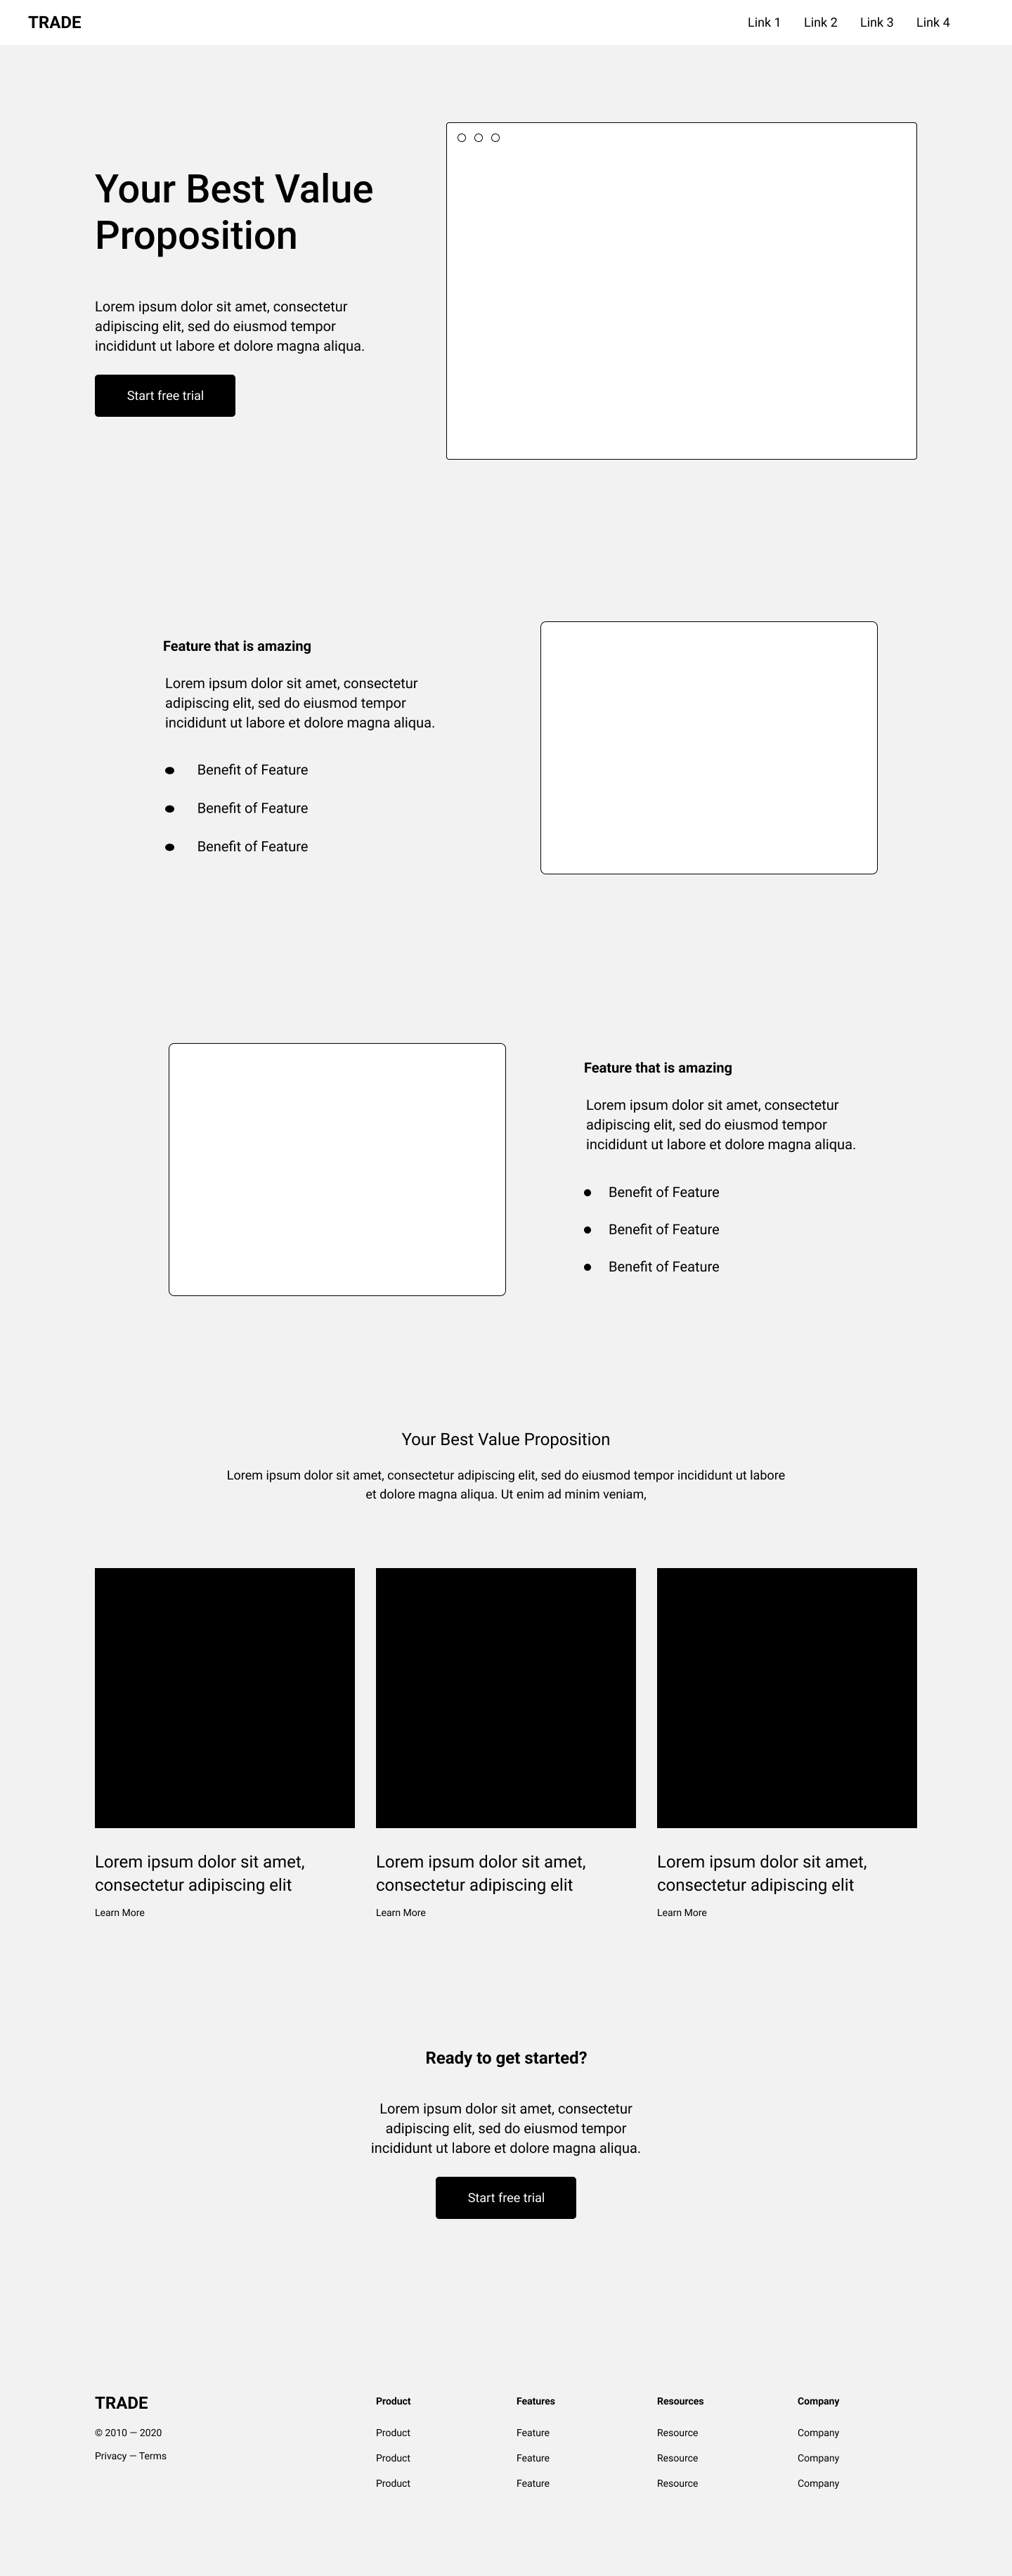 TRADE
Link 1 Link 2 Link 3 Link 4
Your Best Value
Proposition
Lorem ipsum dolor sit amet, consectetur
adipiscing elit, sed do eiusmod tempor
incididunt ut labore et dolore magna aliqua.
Start free trial
Feature that is amazing
Lorem ipsum dolor sit amet, consectetur
adipiscing elit, sed do eiusmod tempor
incididunt ut labore et dolore magna aliqua.
Benefit of Feature
Benefit of Feature
Benefit of Feature
Feature that is amazing
Lorem ipsum dolor sit amet, consectetur
adipiscing elit, sed do eiusmod tempor
incididunt ut labore et dolore magna aliqua.
Benefit of Feature
Benefit of Feature
Benefit of Feature
Your Best Value Proposition
Lorem ipsum dolor sit amet, consectetur adipiscing elit, sed do eiusmod tempor incididunt ut labore
et dolore magna aliqua. Ut enim ad minim veniam,
Lorem ipsum dolor sit amet,
consectetur adipiscing elit
Learn More
Lorem ipsum dolor sit amet,
consectetur adipiscing elit
Learn More
Lorem ipsum dolor sit amet,
consectetur adipiscing elit
Learn More
Ready to get started?
Lorem ipsum dolor sit amet, consectetur
adipiscing elit, sed do eiusmod tempor
incididunt ut labore et dolore magna aliqua.
Start free trial
TRADE
© 2010 — 2020
Privacy — Terms
Product
Product
Product
Product
Features
Feature
Feature
Feature
Resources
Resource
Resource
Resource
Company
Company
Company
Company